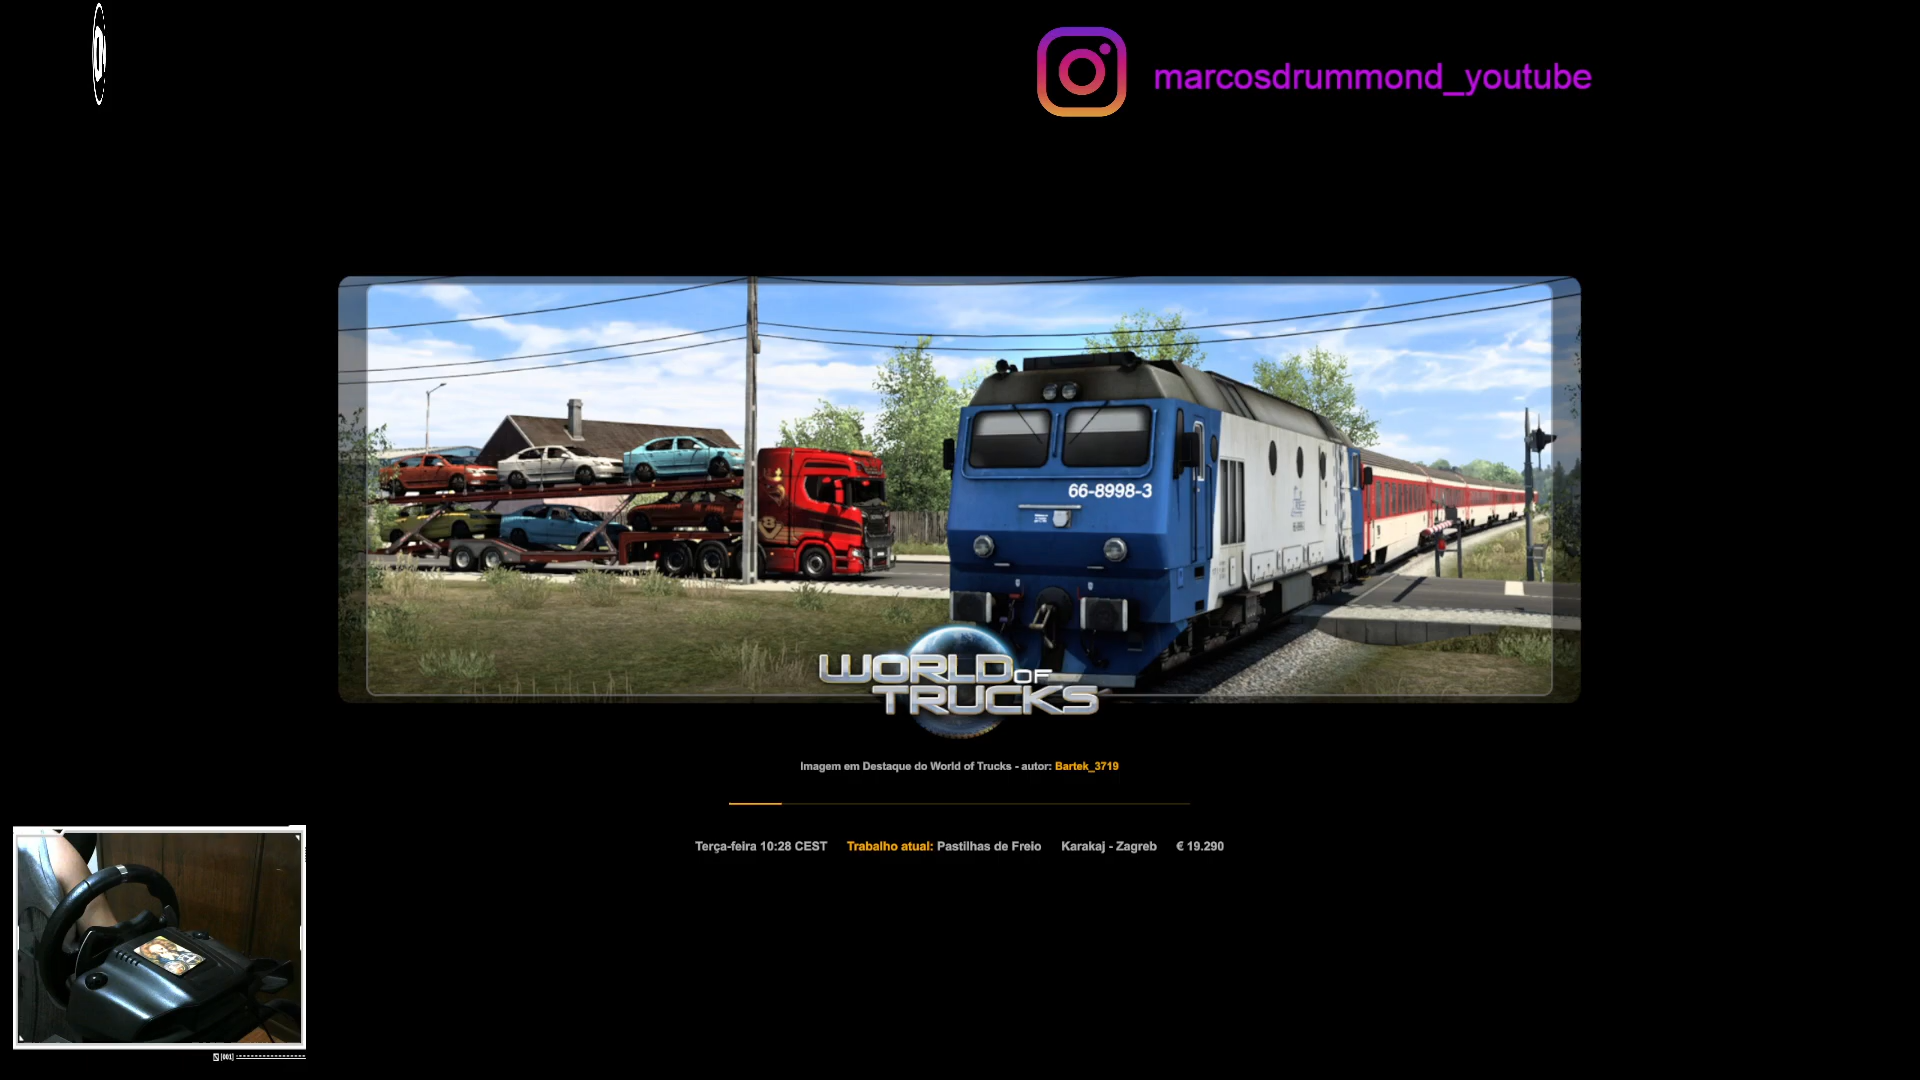 marcosdrummond_youtube
66-8998-3
WORLD OF
TRUCKS
Imagem em Destaque do World of Trucks - autor: Bartek_3719
Terça-feira 10:28 CEST Trabalho atual: Pastilhas de Freio Karakaj - Zagreb € 19.290
[001]